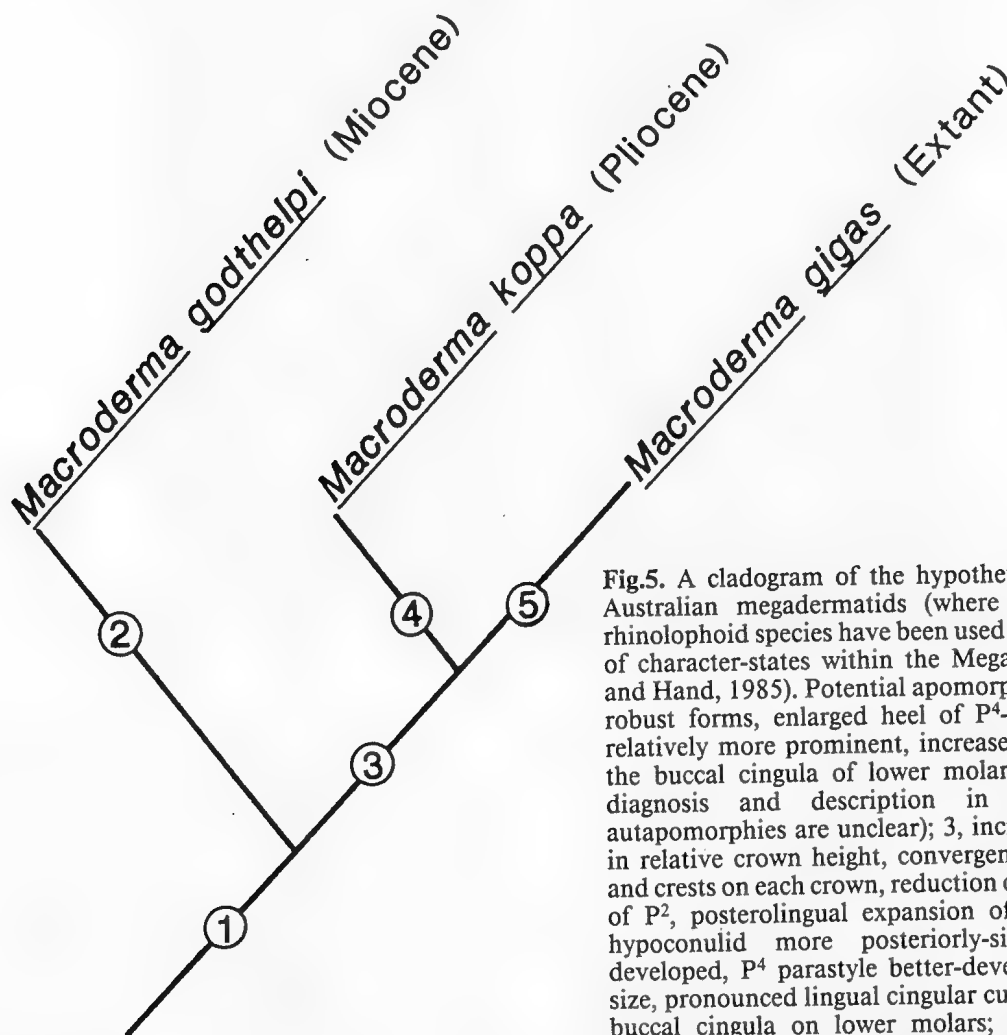 Macroderma godthelpi (Miocene)
Macroderma koppa (Pliocene)
Macroderma gigas (Extant)
2
4
5
3
1
Fig.5. A cladogram of the hypothe
Australian megadermatids (where
rhinolophoid species have been used
of character-states within the Mega
and Hand, 1985). Potential apomorp
robust forms, enlarged heel of P⁴-
relatively more prominent, increase
the buccal cingula of lower molar
diagnosis and description in
autapomorphies are unclear); 3, inc
in relative crown height, convergen
and crests on each crown, reduction o
of P², posterolingual expansion of
hypoconulid more posteriorly-si
developed, P⁴ parastyle better-deve
size, pronounced lingual cingular cu
buccal cingula on lower molars;